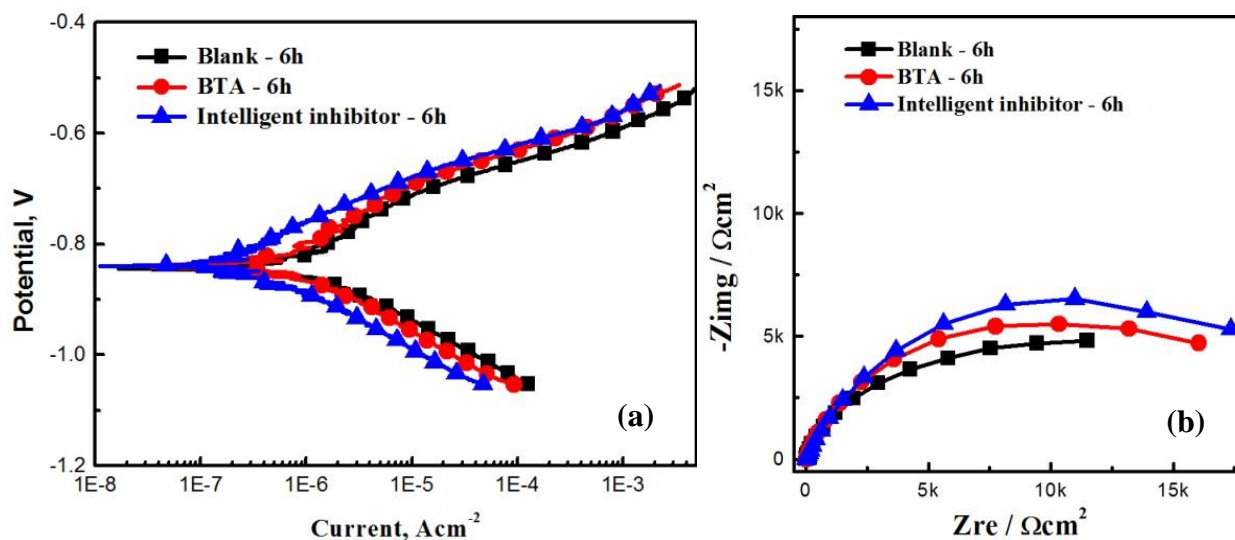 -0.4
-0.6
-0.8
-1.0
-1.2
Potential, V
Blank - 6h
BTA - 6h
Intelligent inhibitor - 6h
(a)
1E-8 1E-7 1E-6 1E-5 1E-4 1E-3
Current, Acm⁻²
15k
10k
5k
0
-Zimg / Ωcm²
Blank - 6h
BTA - 6h
Intelligent inhibitor - 6h
(b)
0 5k 10k 15k
Zre / Ωcm²